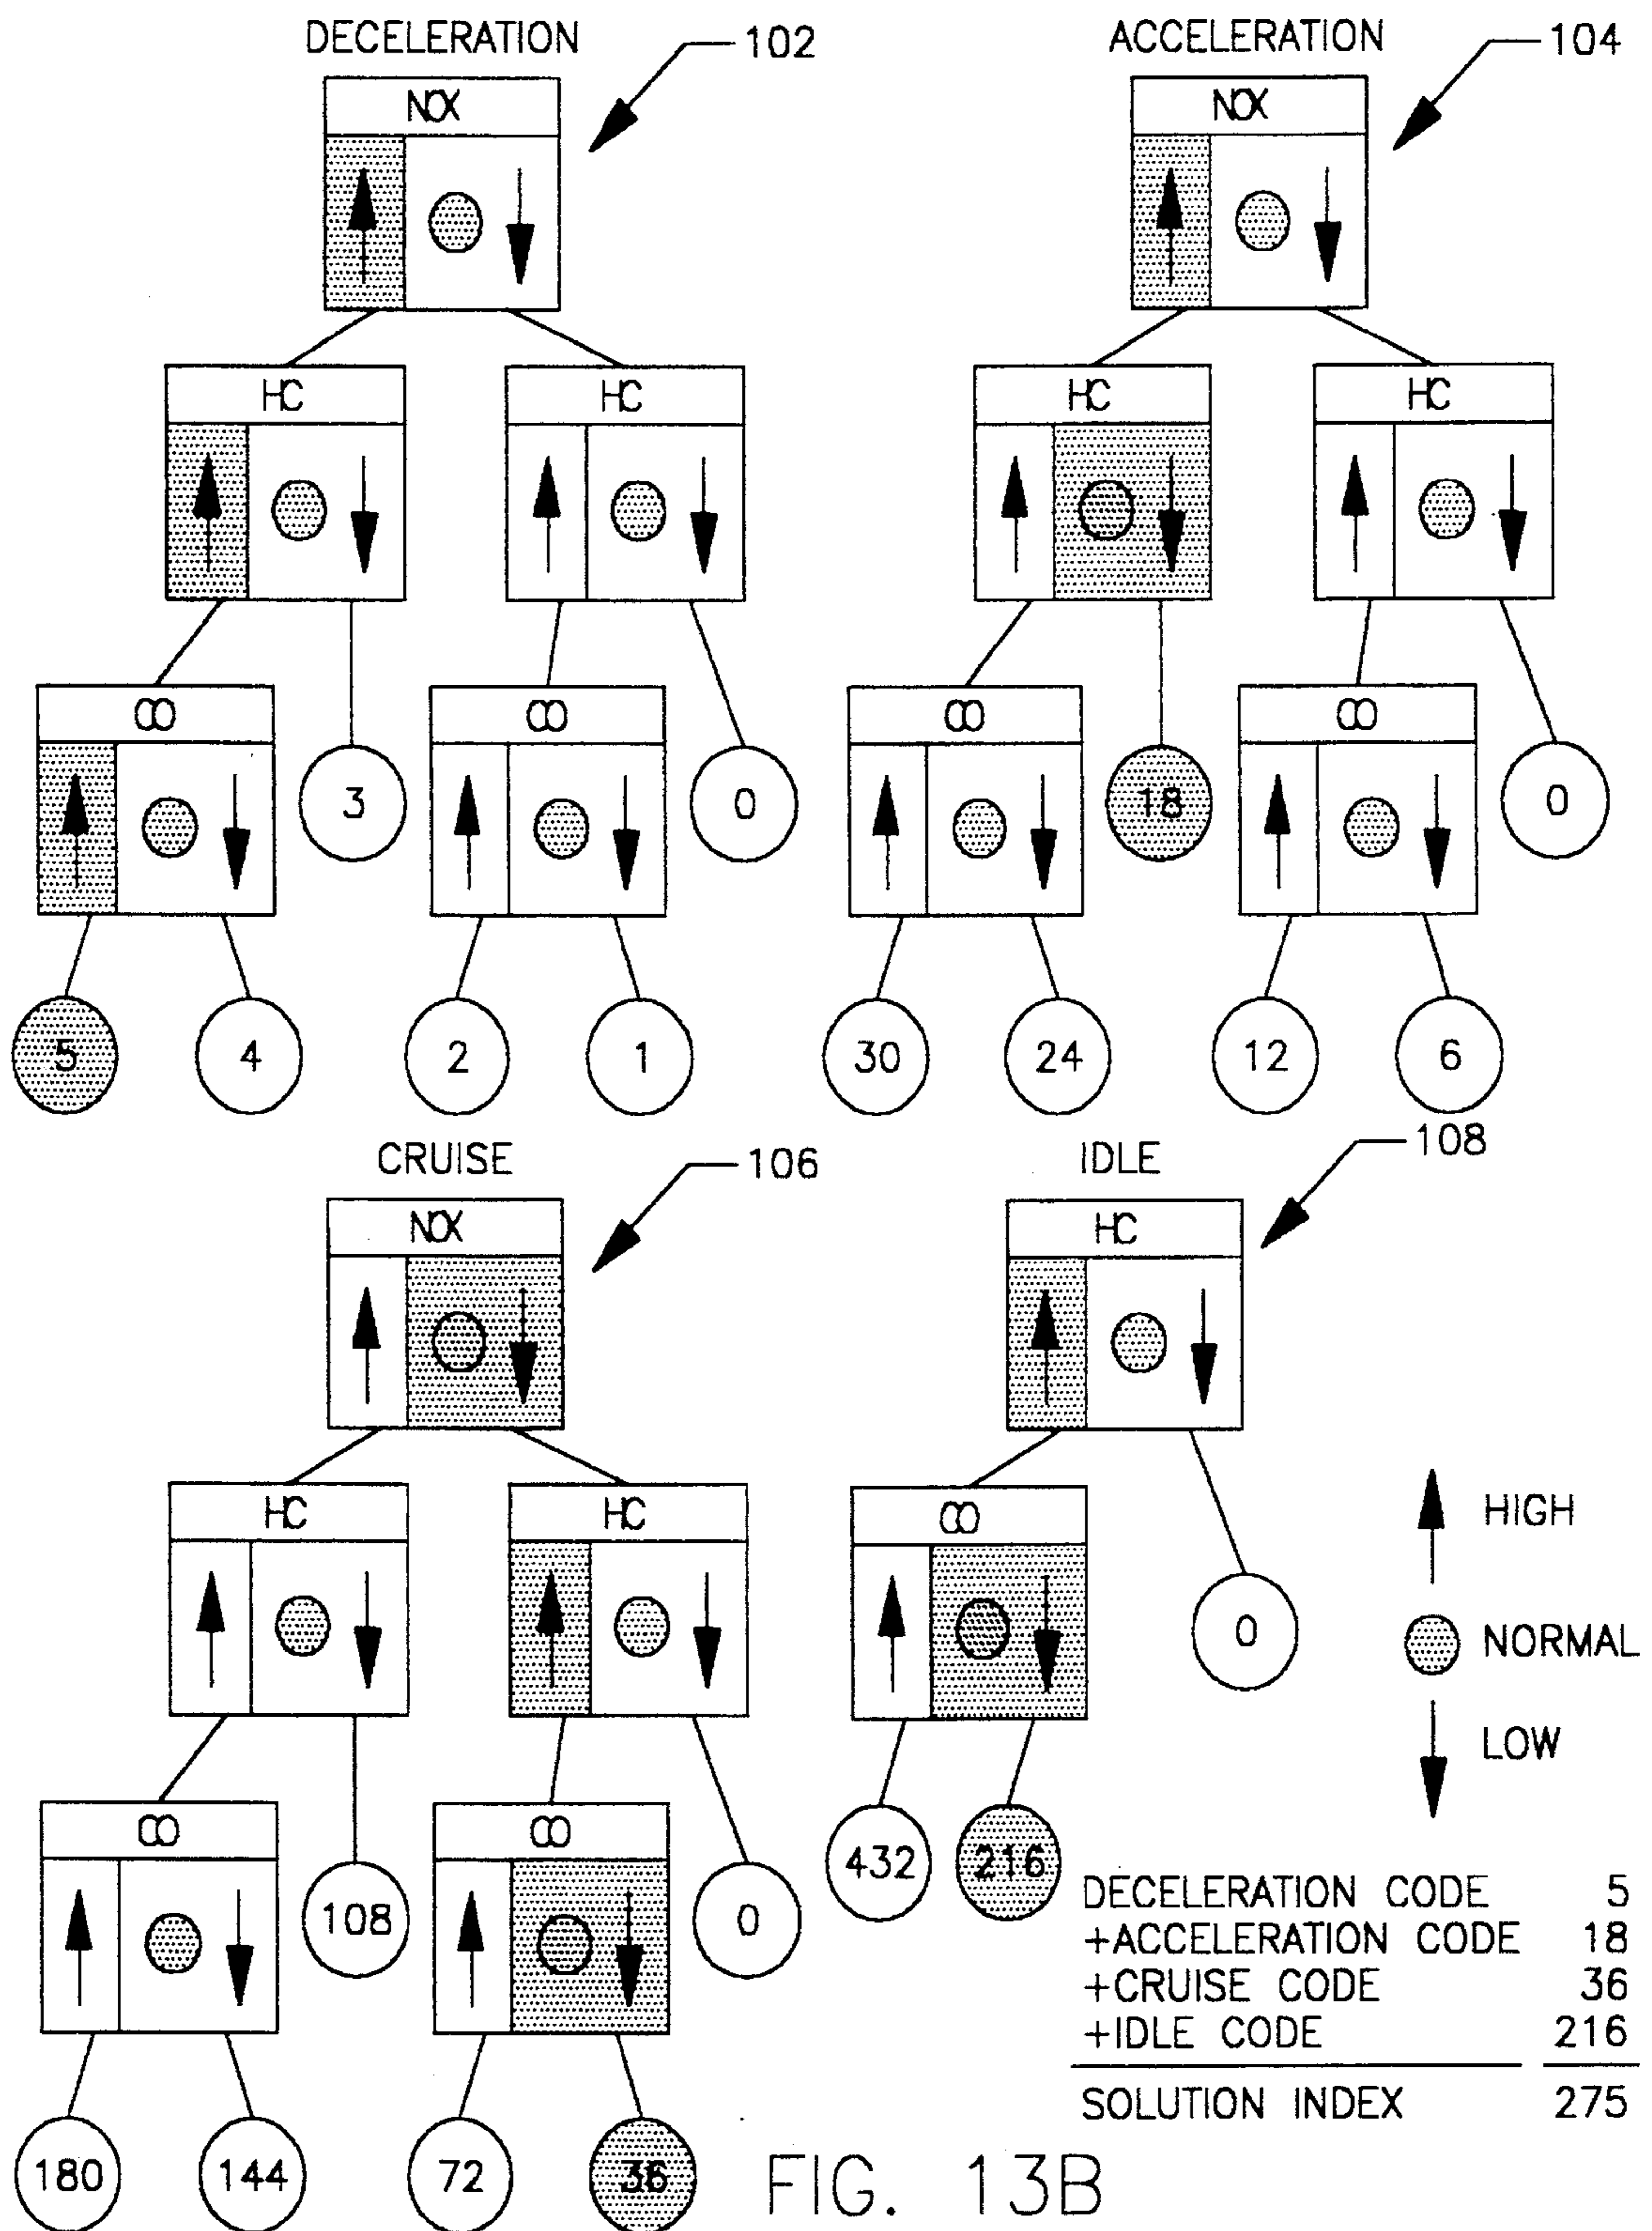 DECELERATION
102
ACCELERATION
104
NOX
NOX
HC
HC
HC
HC
CO
3
CO
0
CO
18
CO
0
5
4
2
1
30
24
12
6
CRUISE
106
IDLE
108
NOX
HC
HC
HC
CO
HIGH
0
NORMAL
LOW
CO
108
CO
0
432
216
DECELERATION CODE 5
+ACCELERATION CODE 18
+CRUISE CODE 36
+IDLE CODE 216
SOLUTION INDEX 275
180
144
72
36
FIG. 13B